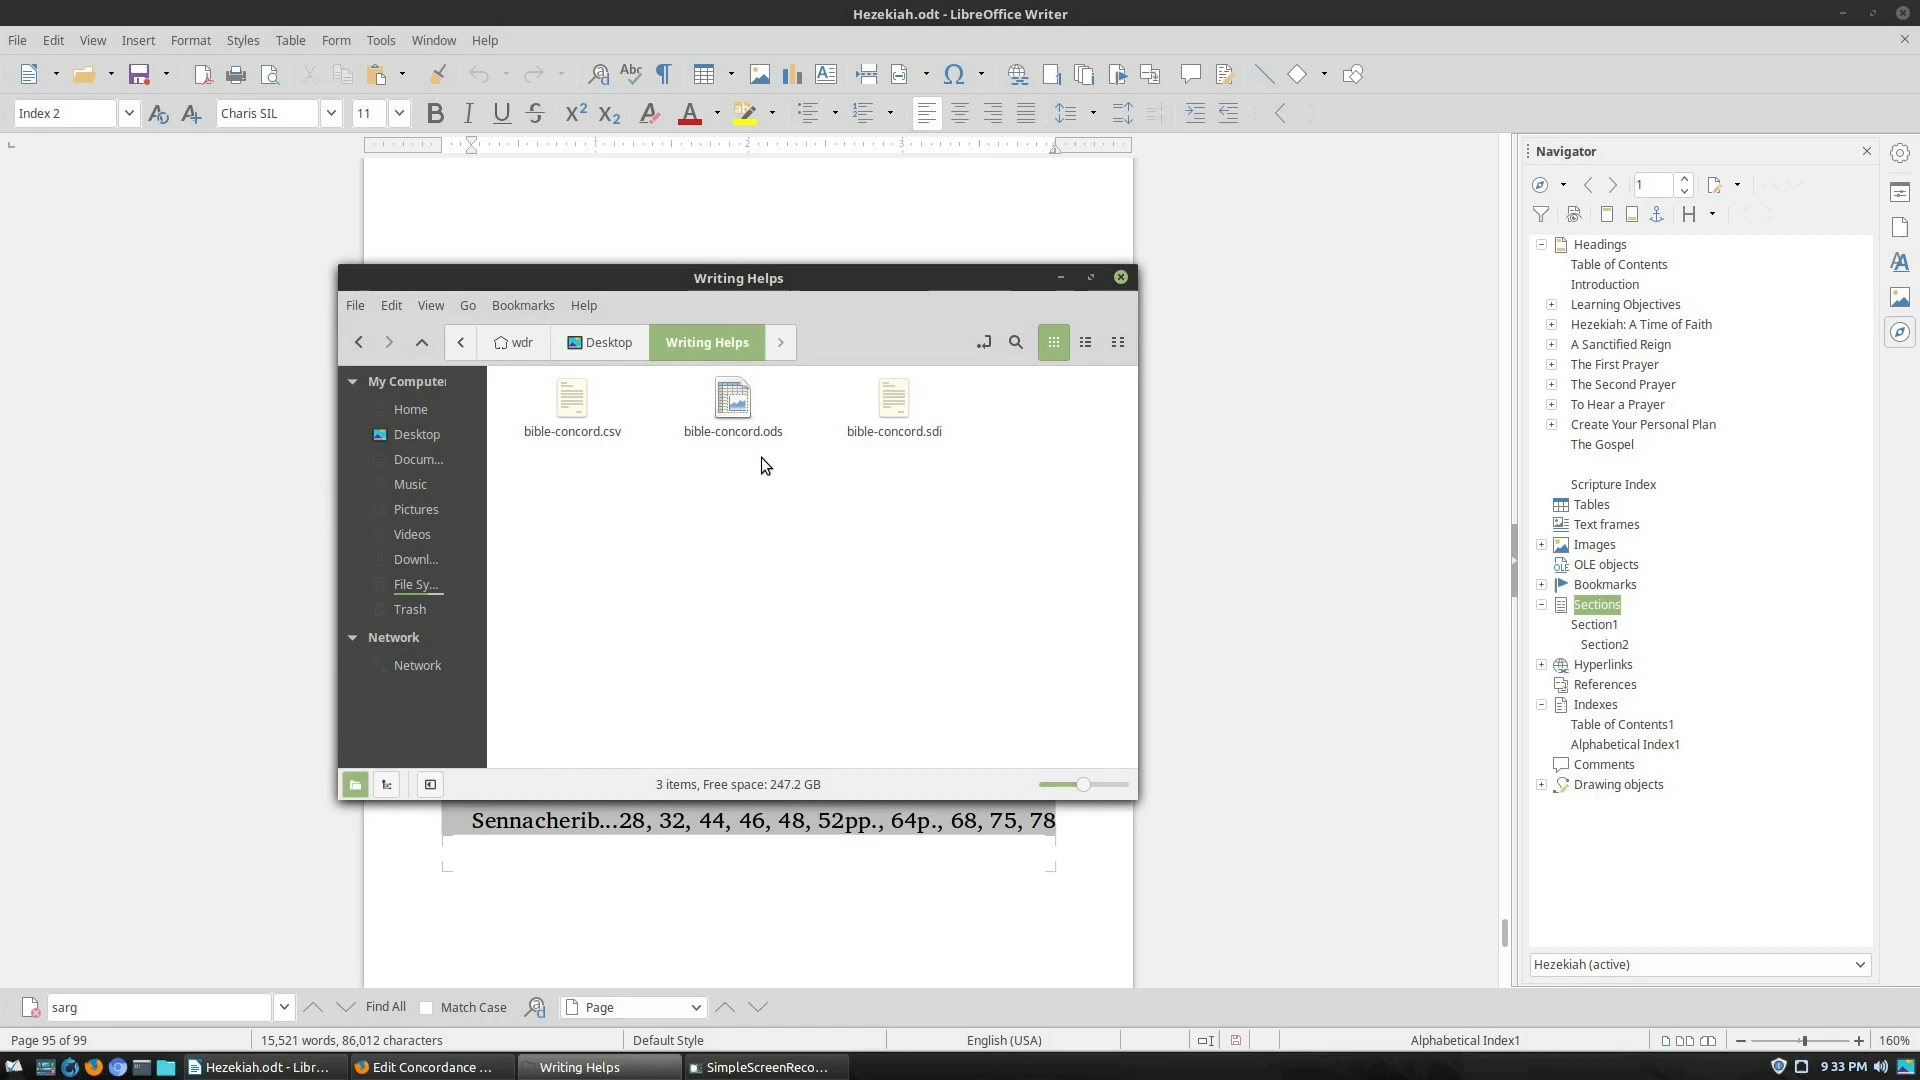 Hezekiah.odt - LibreOffice Writer
File Edit View Insert Format Styles Table Form Tools Window Help
Index 2 Charis SIL 11
1 2 3
Navigator
1
Headings
Table of Contents
Introduction
Learning Objectives
Hezekiah: A Time of Faith
A Sanctified Reign
The First Prayer
The Second Prayer
To Hear a Prayer
Create Your Personal Plan
The Gospel
Scripture Index
Tables
Text frames
Images
OLE objects
Bookmarks
Sections
Section1
Section2
Hyperlinks
References
Indexes
Table of Contents1
Alphabetical Index1
Comments
Drawing objects
Hezekiah (active)
Writing Helps
File Edit View Go Bookmarks Help
wdr Desktop Writing Helps
My Computer
Home
Desktop
Docum...
Music
Pictures
Videos
Downl...
File Sy...
Trash
Network
Network
bible-concord.csv bible-concord.ods bible-concord.sdi
3 items, Free space: 247.2 GB
Sennacherib...28, 32, 44, 46, 48, 52pp., 64p., 68, 75, 78
sarg Find All Match Case Page
Page 95 of 99 15,521 words, 86,012 characters Default Style English (USA) Alphabetical Index1 160%
Hezekiah.odt - Libr... Edit Concordance ... Writing Helps SimpleScreenReco... 9 33 PM